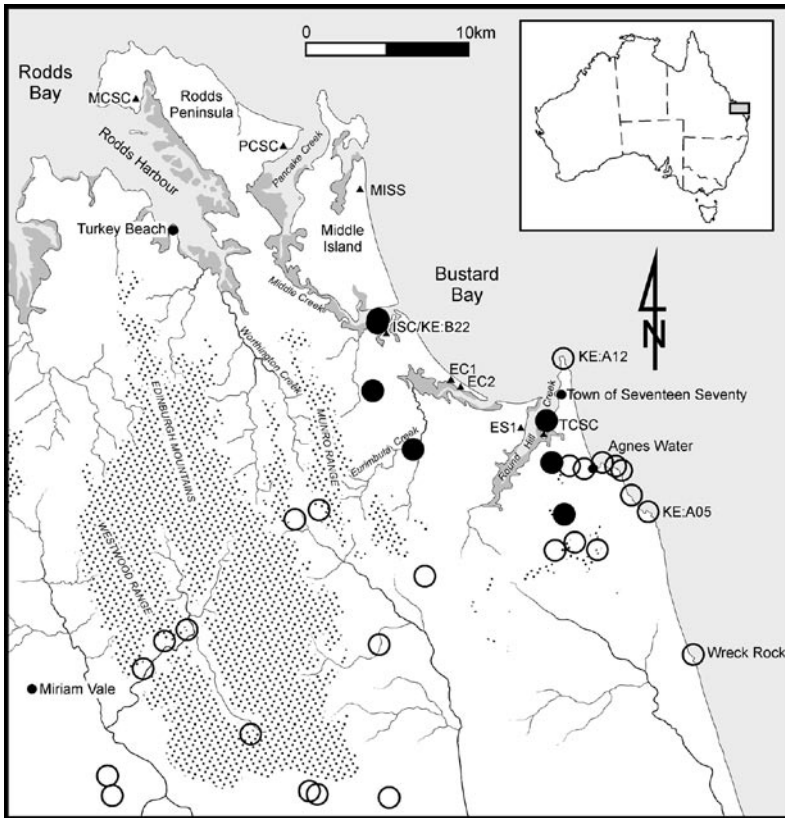 0
10km
Rodds
Bay
MCSC
Rodds
Peninsula
PCSC
Pancake Creek
Rodds Harbour
MISS
Turkey Beach
Middle
Island
Bustard
Bay
Middle Creek
ISC/KE:B22
N
KE:A12
Worthington Creek
EC1
EC2
Town of Seventeen Seventy
EDINBURGH MOUNTAINS
MUNRO RANGE
ES1
TCSC
Round Hill Creek
Agnes Water
Eurimbula Creek
KE:A05
WESTWOOD RANGE
Wreck Rock
Miriam Vale